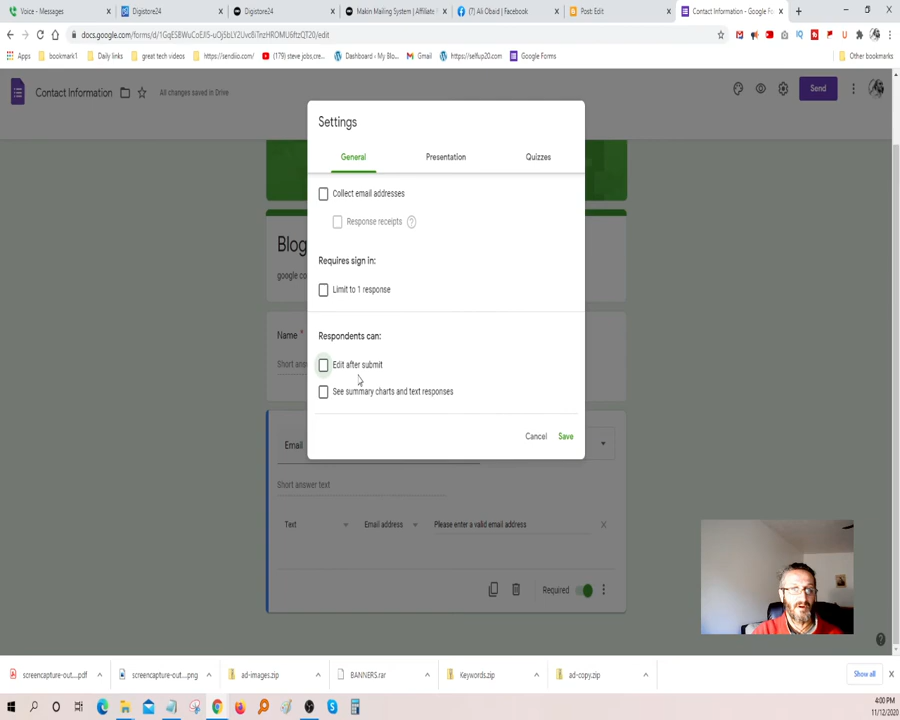 Voice - Messages
Digistore24
Digistore24
Makin Mailing System | Affiliate
(7) Ali Obaid | Facebook
Post: Edit
Contact Information - Google Fo
Apps
bookmark1
Daily links
great tech videos
https://sendiio.com/
(179) steve jobs,cre...
Dashboard ‹ My Blo...
Gmail
https://selfup20.com
Google Forms
Other bookmarks
Contact Information
All changes saved in Drive
Send
Settings
General
Presentation
Quizzes
Collect email addresses
Response receipts
?
Requires sign in:
Limit to 1 response
Respondents can:
Edit after submit
See summary charts and text responses
Cancel
Save
Blog
google co
Name *
Short answ
Email
Short answer text
Text
Email address
Please enter a valid email address
Required
screencapture-out....pdf
screencapture-out....png
ad-images.zip
BANNERS.rar
Keywords.zip
ad-copy.zip
Show all
4:00 PM
11/12/2020